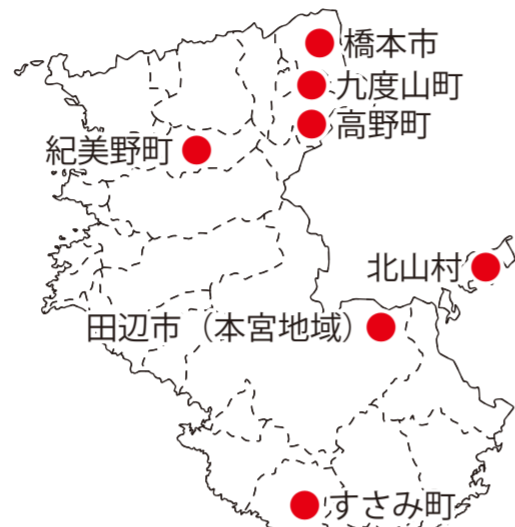 橋本市
九度山町
高野町
紀美野町
北山村
田辺市（本宮地域）
すさみ町